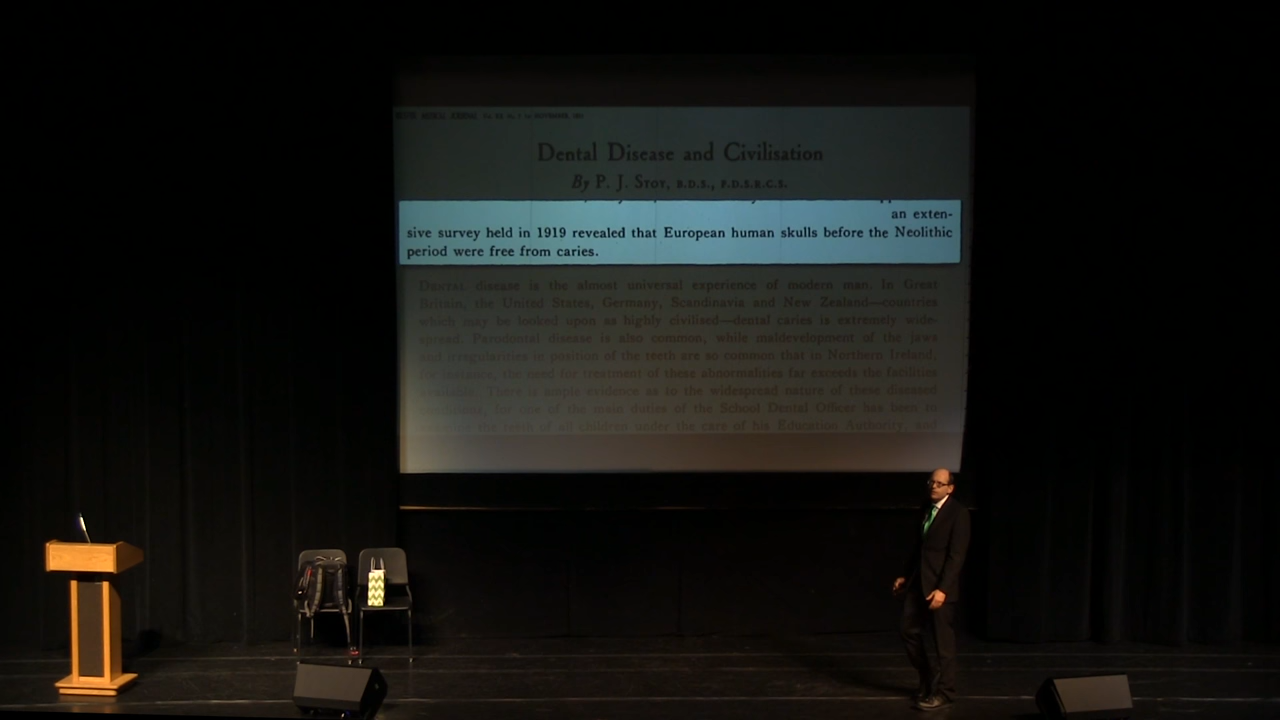 Dental Disease and Civilisation
By P. J. Stoy, B.D.S., F.D.S.R.C.S.
an exten-
sive survey held in 1919 revealed that European human skulls before the Neolithic
period were free from caries.
Dental disease is the almost universal experience of modern man. In Great
Britain, the United States, Germany, Scandinavia and New Zealand—countries
which may be looked upon as highly civilised—dental caries is extremely wide-
spread. Parodontal disease is also common, while maldevelopment of the jaws
and irregularities in position of the teeth are so common that in Northern Ireland,
for instance, the need for treatment of these abnormalities far exceeds the facilities
available. There is ample evidence as to the widespread nature of these diseased
for one of the main duties of the School Dental Officer has been to
the teeth of all children under the care of his Education Authority; and